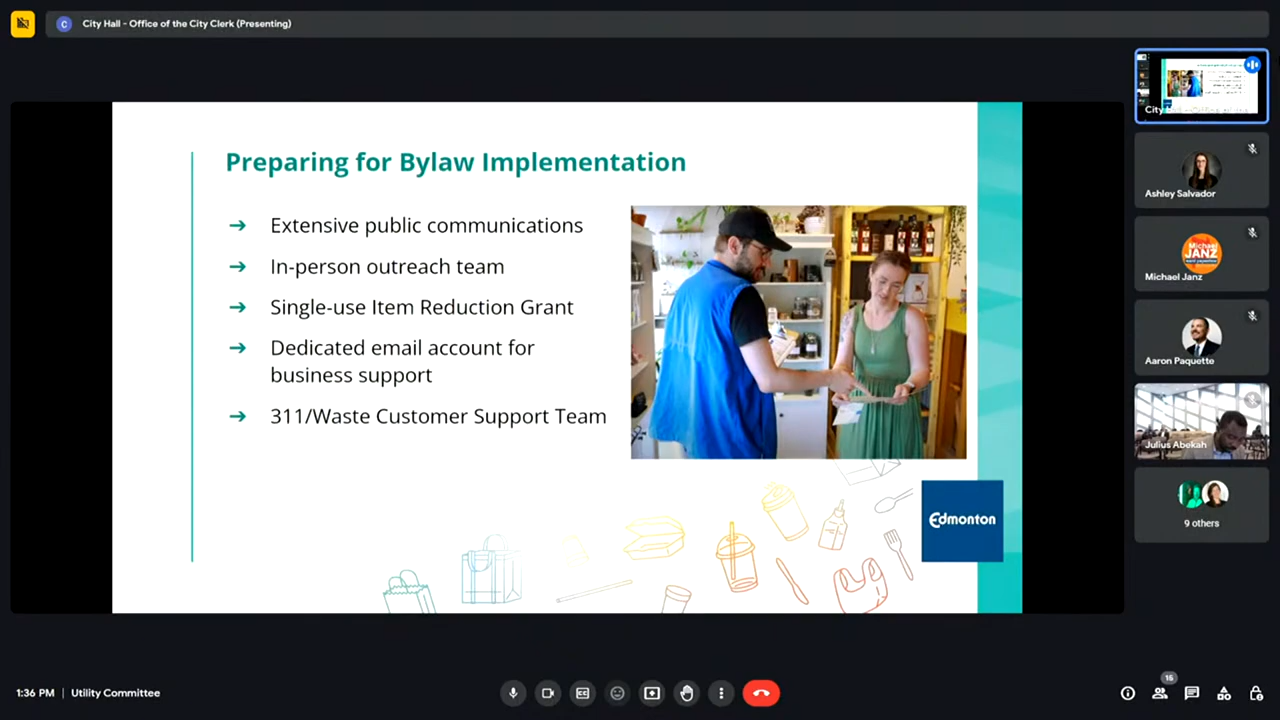 C City Hall - Office of the City Clerk (Presenting)
Preparing for Bylaw Implementation
➔ Extensive public communications
➔ In-person outreach team
➔ Single-use Item Reduction Grant
➔ Dedicated email account for
business support
➔ 311/Waste Customer Support Team
Edmonton
Ashley Salvador
Michael
JANZ
Michael Janz
Aaron Paquette
Julius Abekah
9 others
1:36 PM | Utility Committee
15